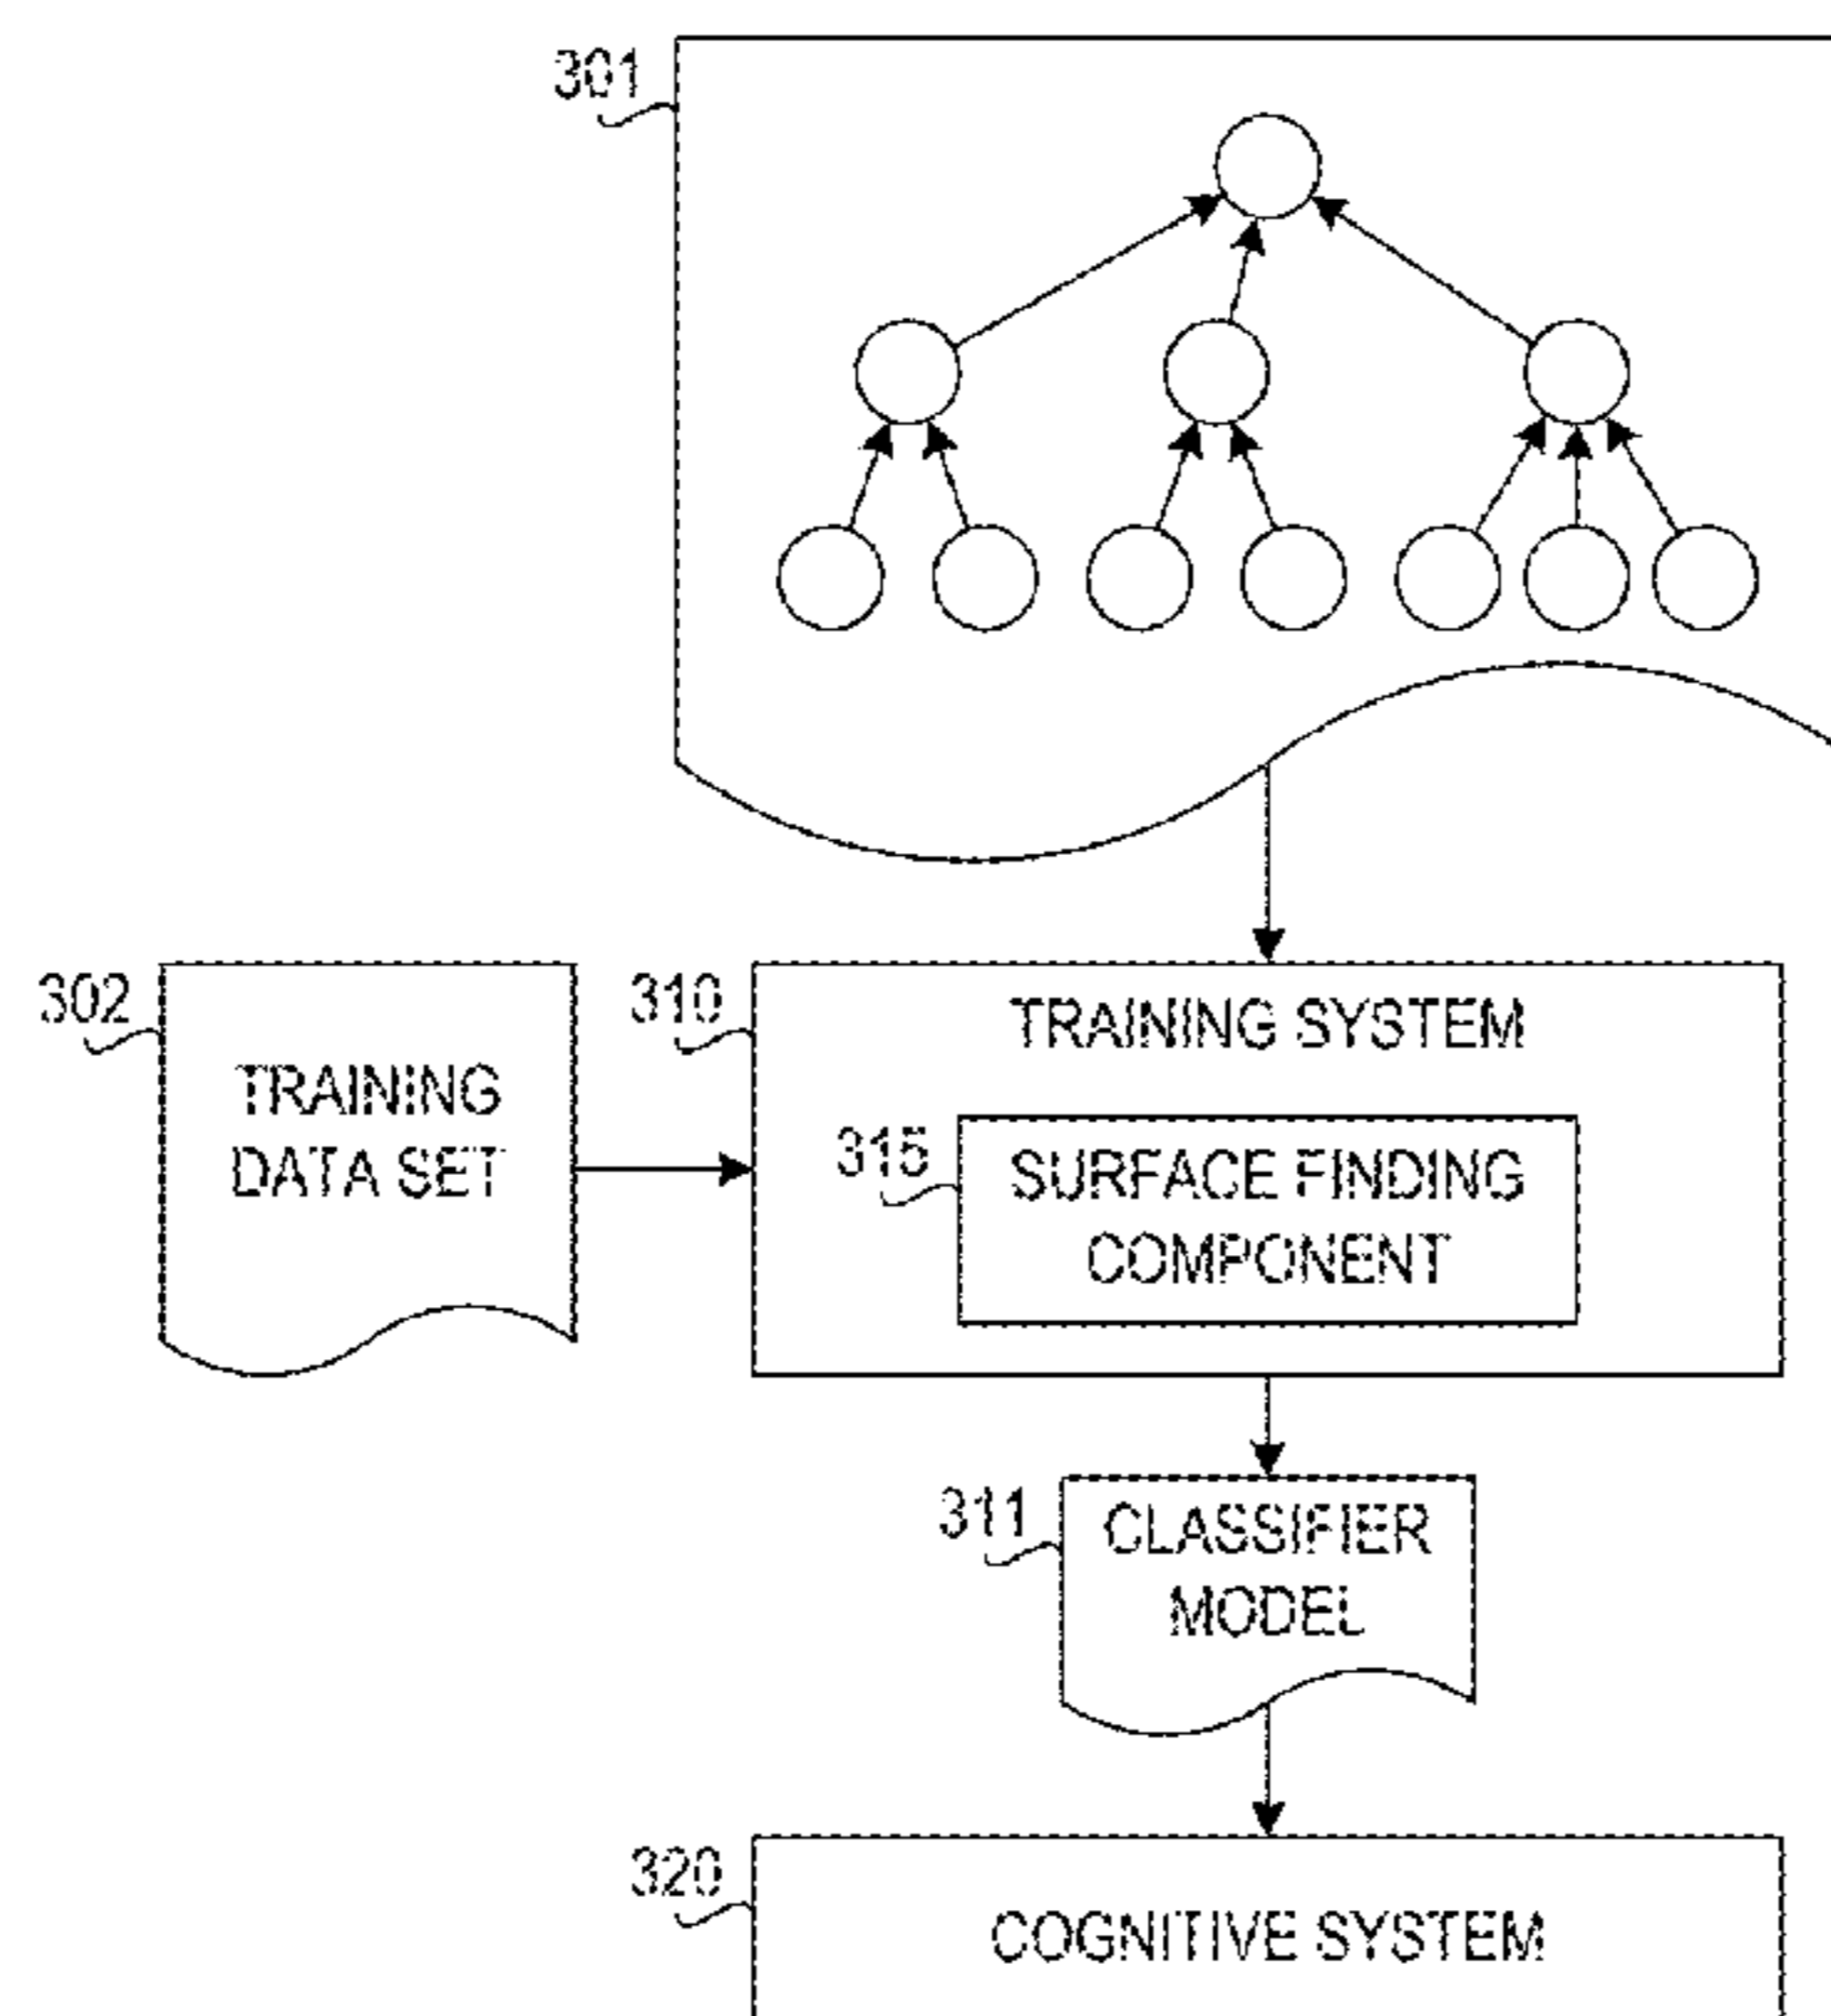 301
302
310
TRAINING SYSTEM
TRAINING
DATA SET
315
SURFACE FINDING
COMPONENT
311
CLASSIFIER
MODEL
320
COGNITIVE SYSTEM